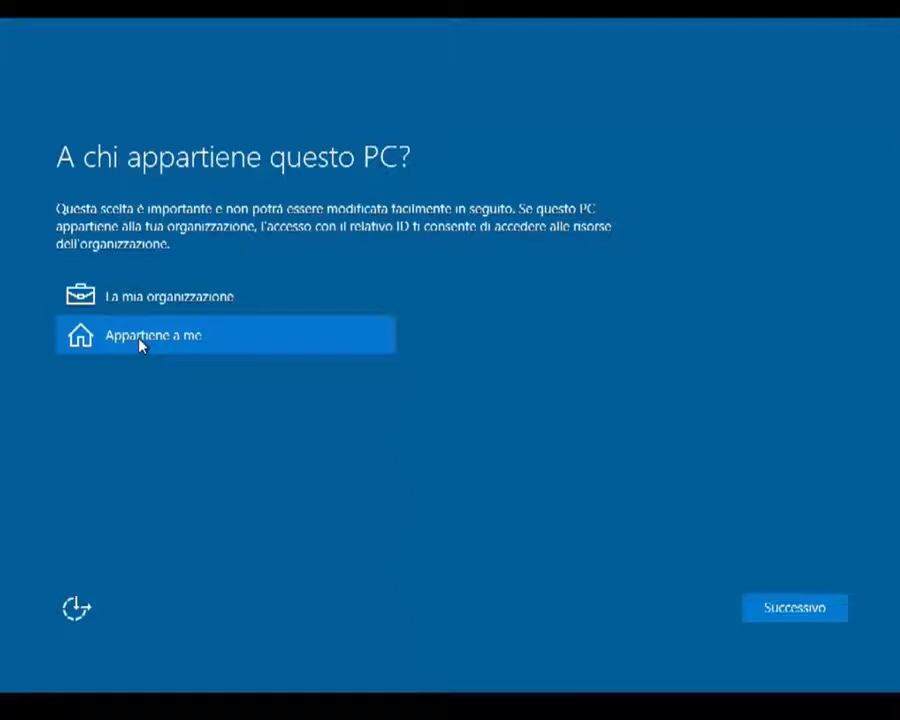 A chi appartiene questo PC?
Questa scelta è importante e non potrà essere modificata facilmente in seguito. Se questo PC
appartiene alla tua organizzazione, l'accesso con il relativo ID ti consente di accedere alle risorse
dell'organizzazione.
La mia organizzazione
Appartiene a me
Successivo